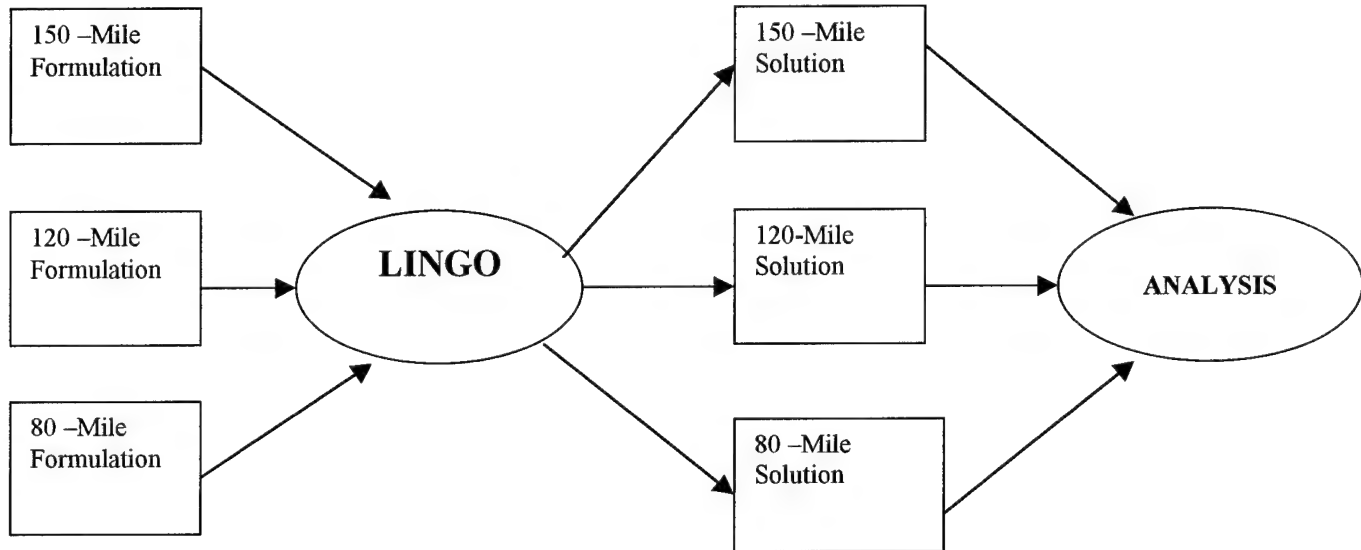 150 –Mile
Formulation
120 –Mile
Formulation
80 –Mile
Formulation
LINGO
150 –Mile
Solution
120-Mile
Solution
80 –Mile
Solution
ANALYSIS